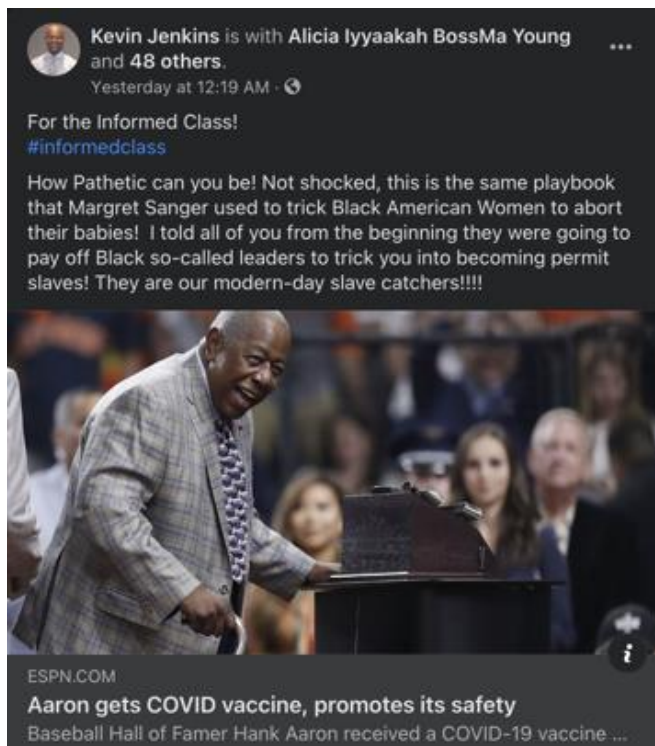 Kevin Jenkins is with Alicia Iyyaakah BossMa Young
and 48 others.
Yesterday at 12:19 AM ·
For the Informed Class!
#informedclass
How Pathetic can you be! Not shocked, this is the same playbook
that Margret Sanger used to trick Black American Women to abort
their babies!  I told all of you from the beginning they were going to
pay off Black so-called leaders to trick you into becoming permit
slaves! They are our modern-day slave catchers!!!!
i
ESPN.COM
Aaron gets COVID vaccine, promotes its safety
Baseball Hall of Famer Hank Aaron received a COVID-19 vaccine ...